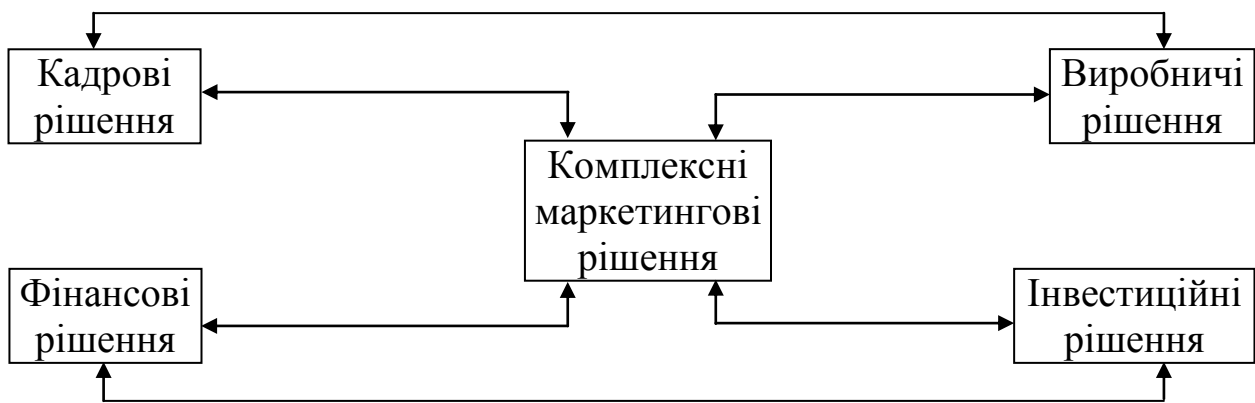 Кадрові
рішення
Виробничі
рішення
Комплексні
маркетингові
рішення
Фінансові
рішення
Інвестиційні
рішення